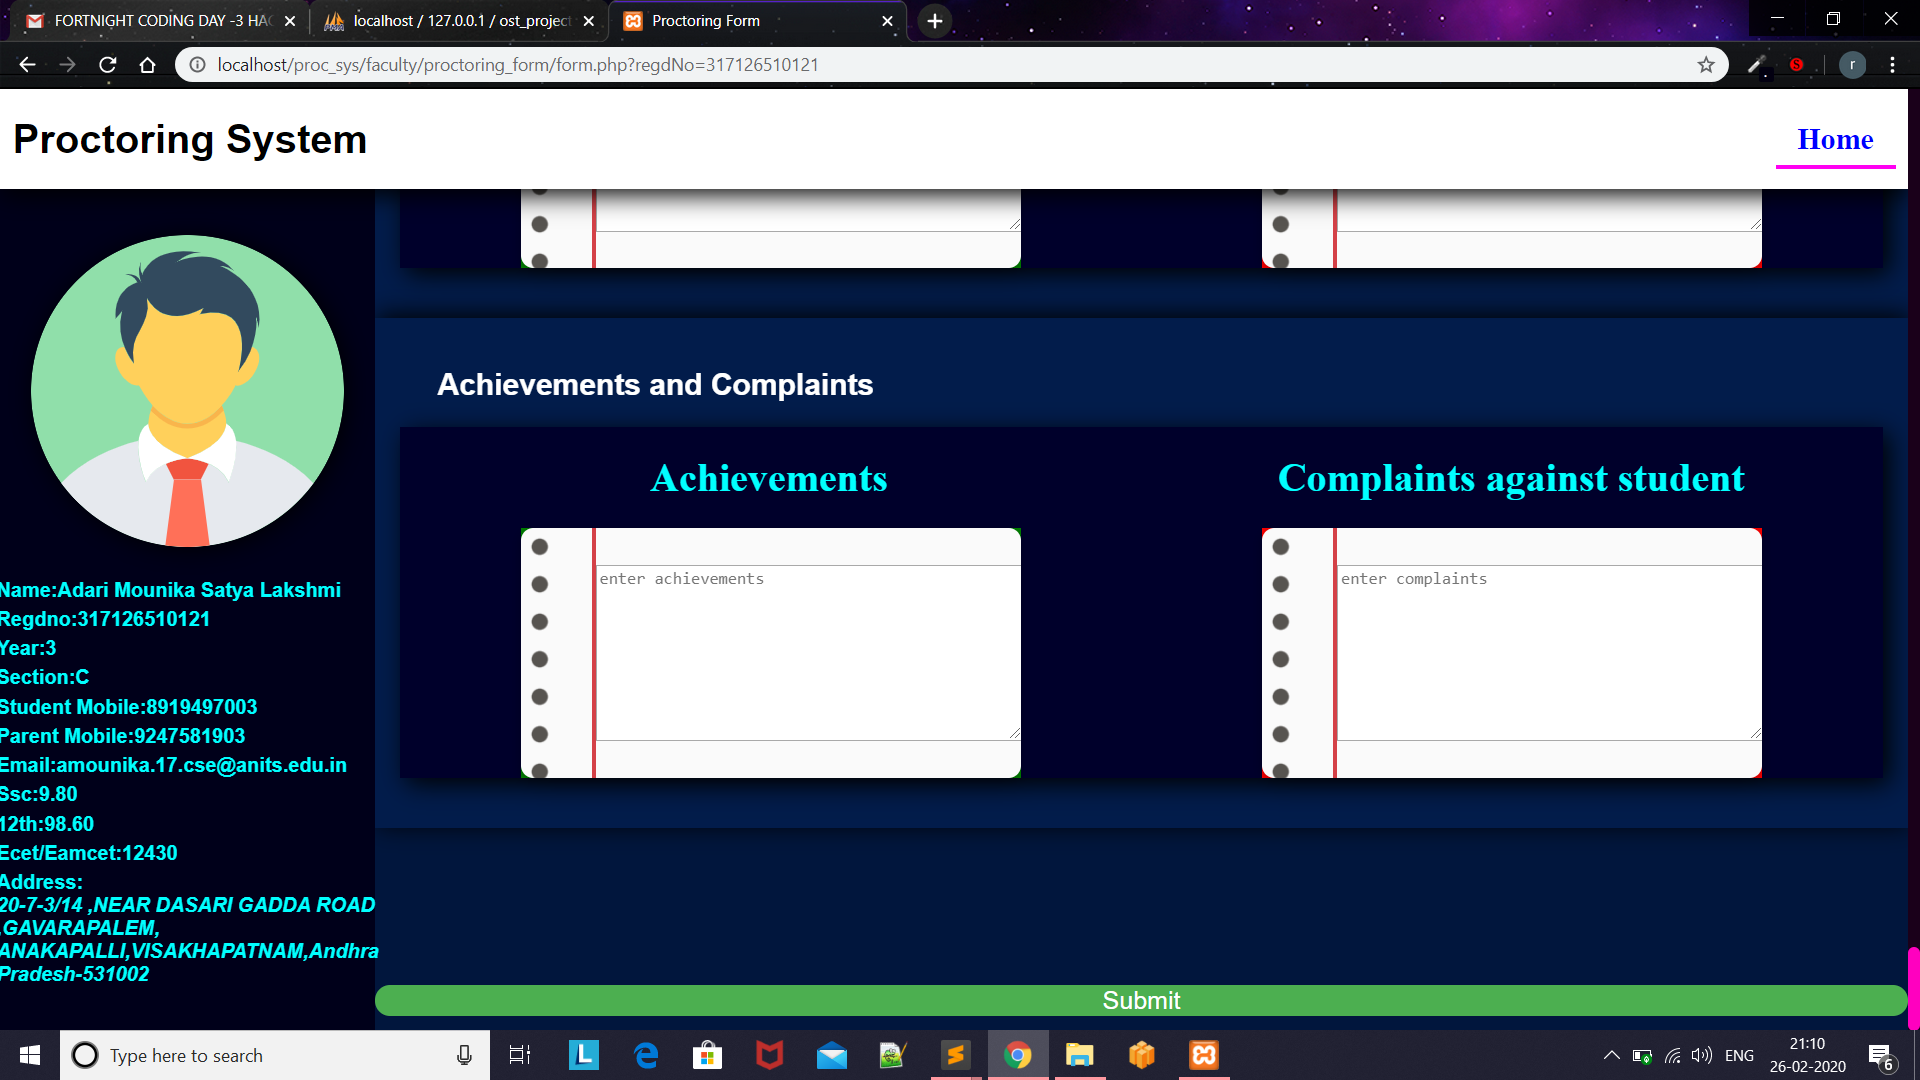 FORTNIGHT CODING DAY -3 HAC
localhost / 127.0.0.1 / ost_project
Proctoring Form
localhost/proc_sys/faculty/proctoring_form/form.php?regdNo=317126510121
r
Proctoring System
Home
Achievements and Complaints
Achievements
Complaints against student
enter achievements
enter complaints
Name:Adari Mounika Satya Lakshmi
Regdno:317126510121
Year:3
Section:C
Student Mobile:8919497003
Parent Mobile:9247581903
Email:amounika.17.cse@anits.edu.in
Ssc:9.80
12th:98.60
Ecet/Eamcet:12430
Address:
20-7-3/14 ,NEAR DASARI GADDA ROAD
,GAVARAPALEM,
ANAKAPALLI,VISAKHAPATNAM,Andhra
Pradesh-531002
Submit
Type here to search
L
ENG
21:10
26-02-2020
6